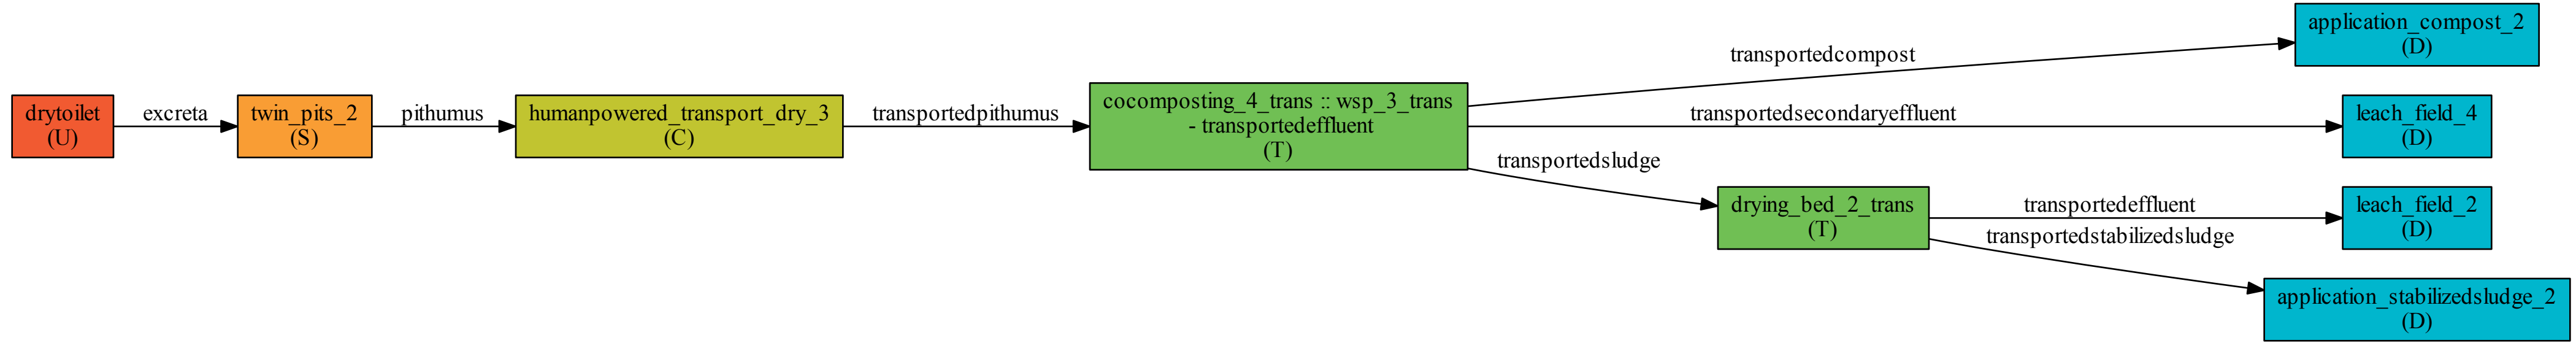 drytoilet
(U)
excreta
twin_pits_2
(S)
pithumus
humanpowered_transport_dry_3
(C)
transportedpithumus
cocomposting_4_trans :: wsp_3_trans
- transportedeffluent
(T)
transportedcompost
application_compost_2
(D)
transportedsecondaryeffluent
leach_field_4
(D)
transportedsludge
drying_bed_2_trans
(T)
transportedeffluent
leach_field_2
(D)
transportedstabilizedsludge
application_stabilizedsludge_2
(D)